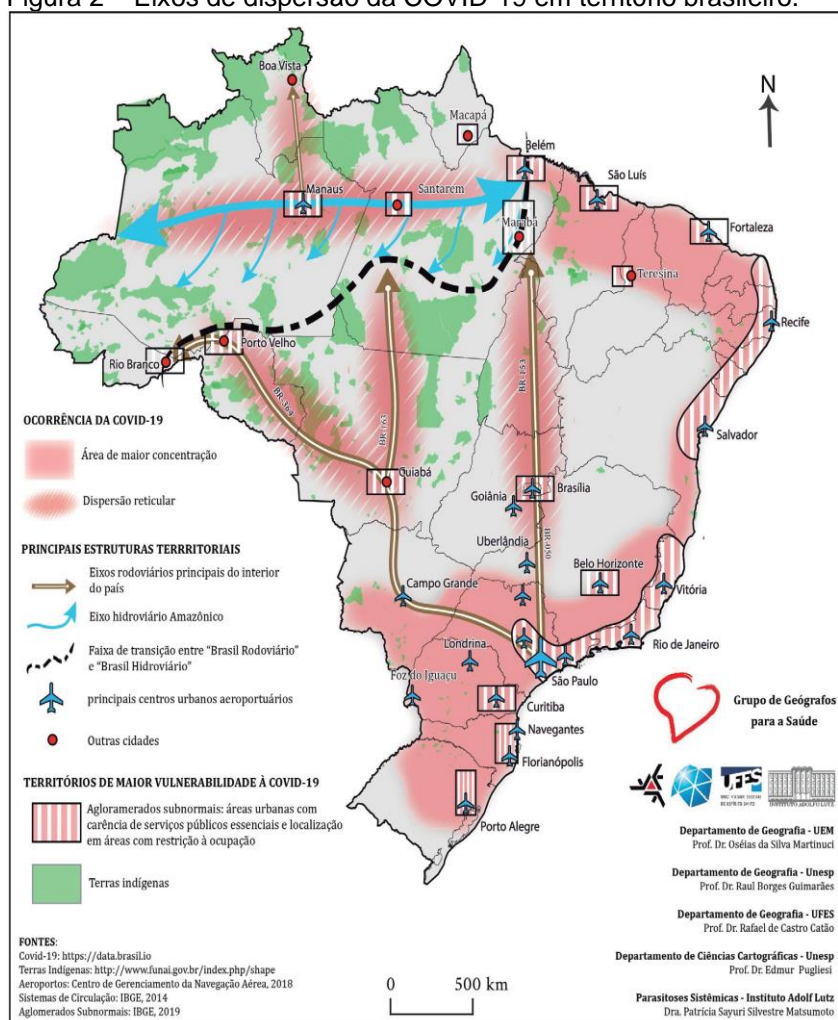 Figura 2 – Eixos de dispersão da COVID-19 em território brasileiro.
N
Boa Vista
Macapá
Belém
Manaus
Santarem
São Luís
Marabá
Fortaleza
Teresina
Recife
Porto Velho
Rio Branco
BR-364
BR-163
BR-153
Salvador
Cuiabá
Brasília
Goiânia
Uberlândia
BR-050
Belo Horizonte
Campo Grande
Vitória
Londrina
Rio de Janeiro
Foz do Iguaçu
São Paulo
Curitiba
Navegantes
Florianópolis
Porto Alegre
OCORRÊNCIA DA COVID-19
Área de maior concentração
Dispersão reticular
PRINCIPAIS ESTRUTURAS TERRRITORIAIS
Eixos rodoviários principais do interior
do país
Eixo hidroviário Amazônico
Faixa de transição entre "Brasil Rodoviário"
e "Brasil Hidroviário"
principais centros urbanos aeroportuários
Outras cidades
TERRITÓRIOS DE MAIOR VULNERABILIDADE À COVID-19
Agloramerados subnormais: áreas urbanas com
carência de serviços públicos essenciais e localização
em áreas com restrição à ocupação
Terras indígenas
FONTES:
Covid-19: https://data.brasil.io
Terras Indígenas: http://www.funai.gov.br/index.php/shape
Aeroportos: Centro de Gerenciamento da Navegação Aérea, 2018
Sistemas de Circulação: IBGE, 2014
Aglomerados Subnormais: IBGE, 2019
0 500 km
Grupo de Geógrafos
para a Saúde
UFES
INSTITUTO ADOLFO LUTZ
Departamento de Geografia - UEM
Prof. Dr. Oséias da Silva Martinuci
Departamento de Geografia - Unesp
Prof. Dr. Raul Borges Guimarães
Departamento de Geografia - UFES
Prof. Dr. Rafael de Castro Catão
Departamento de Ciências Cartográficas - Unesp
Prof. Dr. Edmur Pugliesi
Parasitoses Sistêmicas - Instituto Adolf Lutz
Dra. Patrícia Sayuri Silvestre Matsumoto